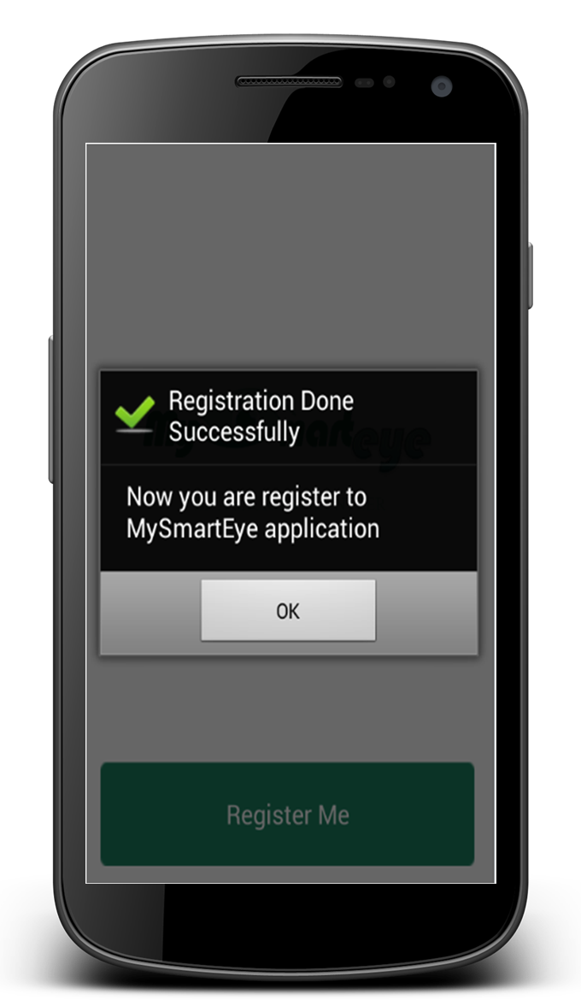 Registration Done
Successfully
Now you are register to
MySmartEye application
OK
Register Me